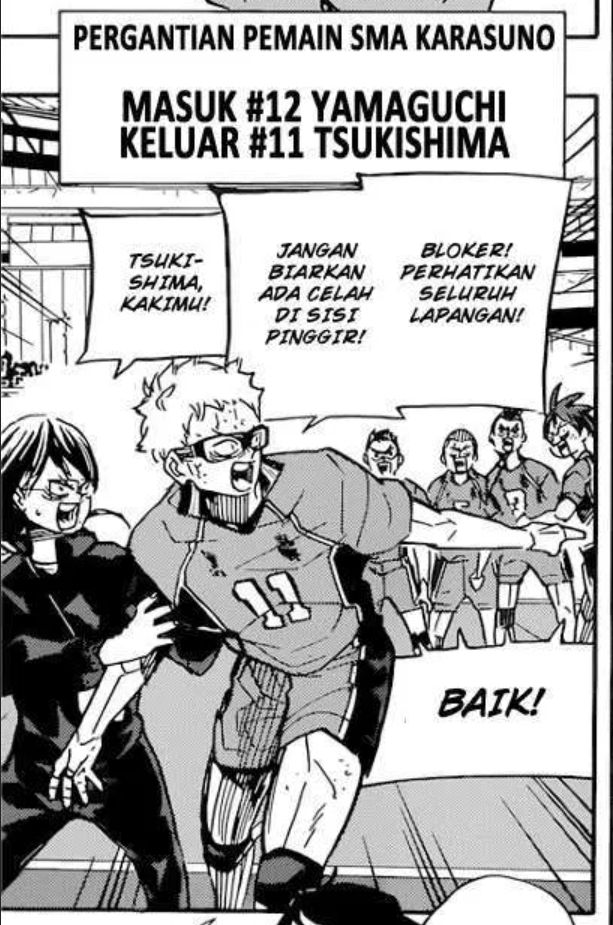 PERGANTIAN PEMAIN SMA KARASUNO
MASUK #12 YAMAGUCHI
KELUAR #11 TSUKISHIMA
BLOKER!
PERHATIKAN
SELURUH
LAPANGAN!
JANGAN
BIARKAN
ADA CELAH
DI SISI
PINGGIR!
TSUKI-
SHIMA,
KAKIMU!
11
BAIK!